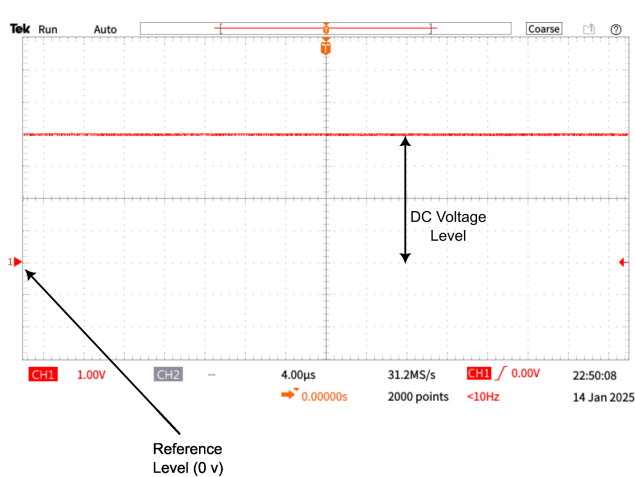 Tek Run Auto Coarse ?
T
DC Voltage
Level
1
CH1 1.00V CH2 -- 4.00µs 31.2MS/s CH1 0.00V 22:50:08
0.00000s 2000 points <10Hz 14 Jan 2025
Reference
Level (0 v)